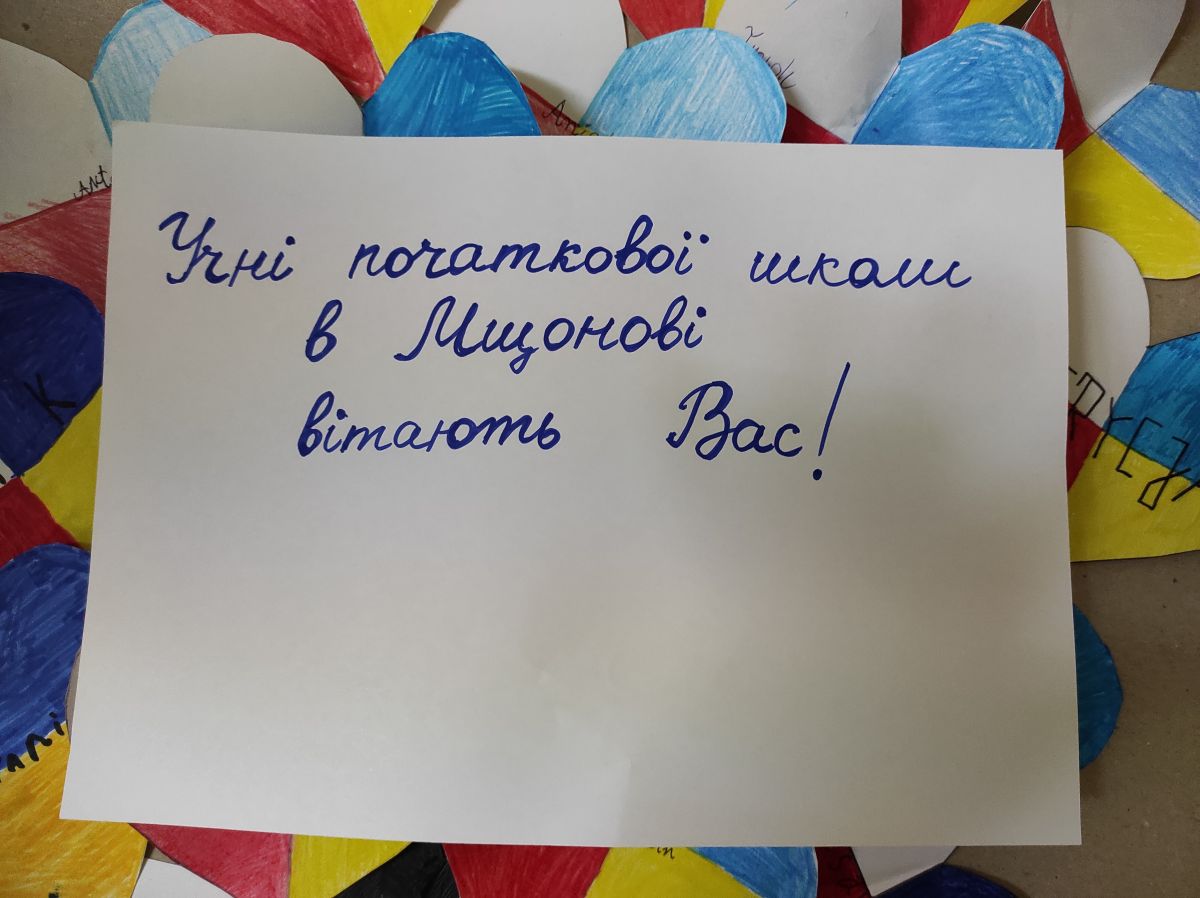 Учні початкової школи
в Мщонові
вітають Вас!